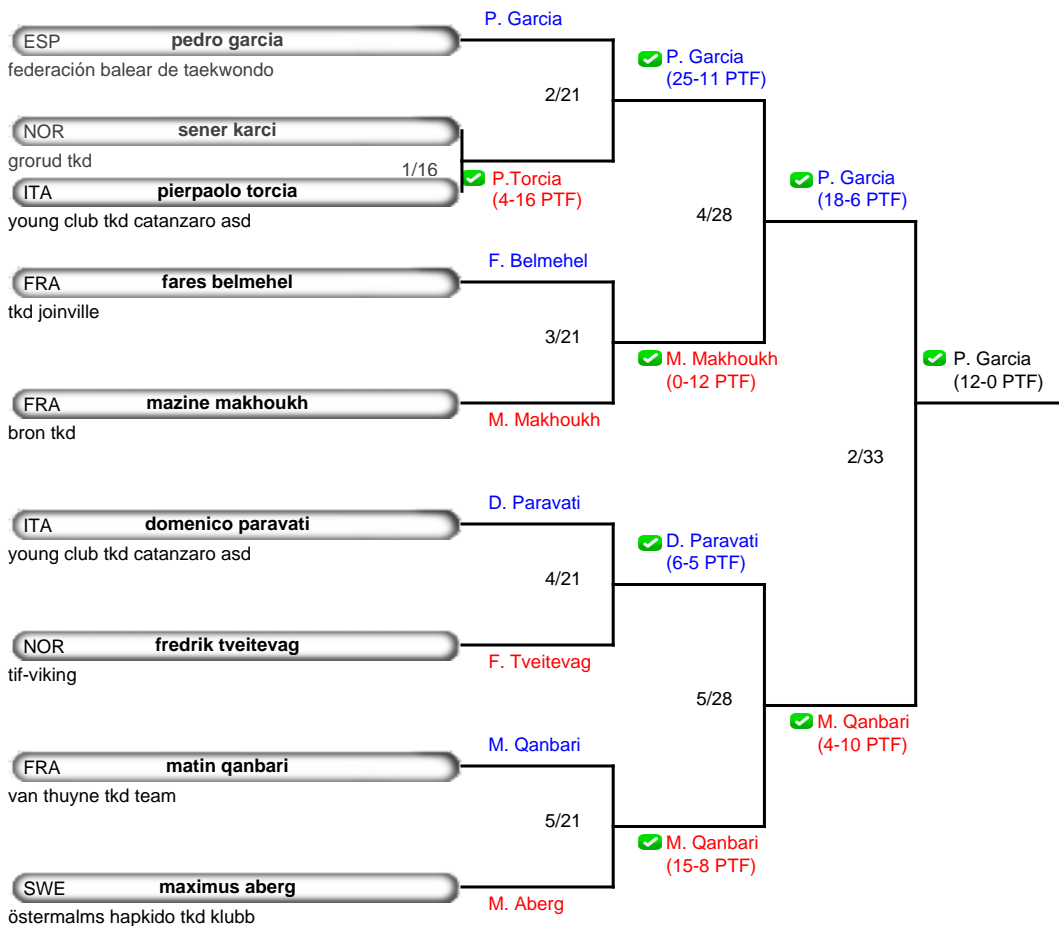 P. Garcia
ESP pedro garcia
federación balear de taekwondo
P. Garcia
(25-11 PTF)
2/21
NOR sener karci
grorud tkd
1/16
P.Torcia
(4-16 PTF)
ITA pierpaolo torcia
young club tkd catanzaro asd
P. Garcia
(18-6 PTF)
4/28
F. Belmehel
FRA fares belmehel
tkd joinville
3/21
M. Makhoukh
(0-12 PTF)
P. Garcia
(12-0 PTF)
FRA mazine makhoukh
bron tkd
M. Makhoukh
2/33
D. Paravati
ITA domenico paravati
young club tkd catanzaro asd
D. Paravati
(6-5 PTF)
4/21
NOR fredrik tveitevag
tif-viking
F. Tveitevag
5/28
M. Qanbari
(4-10 PTF)
M. Qanbari
FRA matin qanbari
van thuyne tkd team
5/21
M. Qanbari
(15-8 PTF)
SWE maximus aberg
östermalms hapkido tkd klubb
M. Aberg